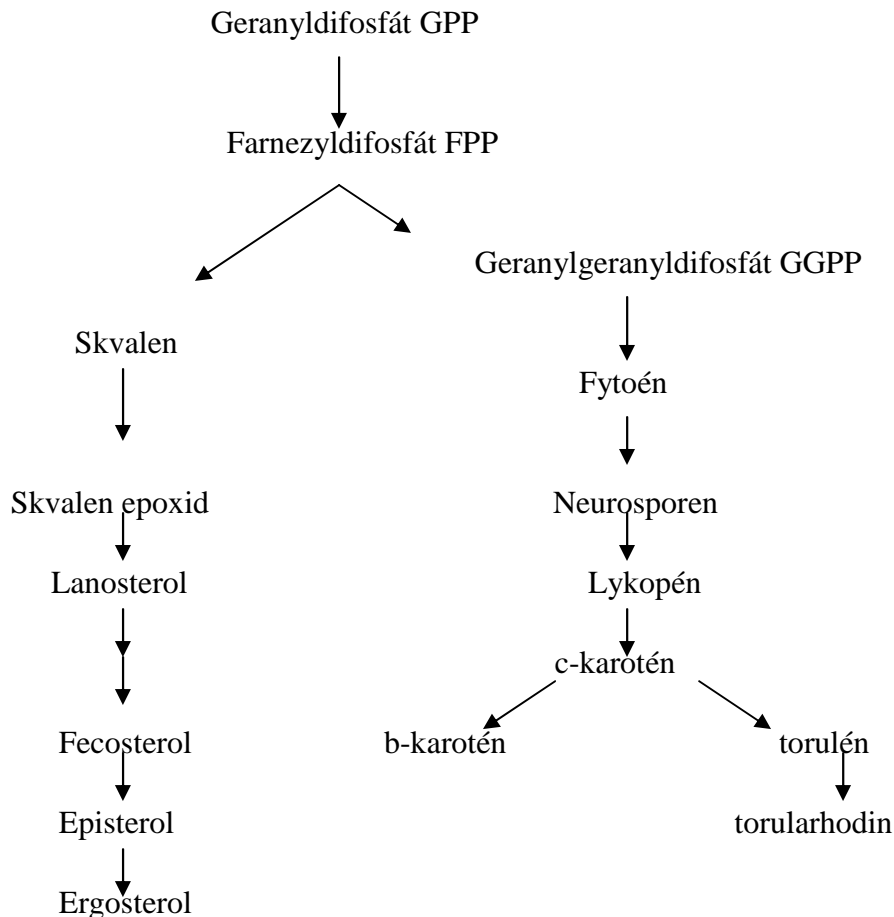 Geranyldifosfát GPP
Farnezyldifosfát FPP
Geranylgeranyldifosfát GGPP
Skvalen
Fytoén
Skvalen epoxid
Neurosporen
Lanosterol
Lykopén
c-karotén
Fecosterol
b-karotén
torulén
Episterol
torularhodin
Ergosterol